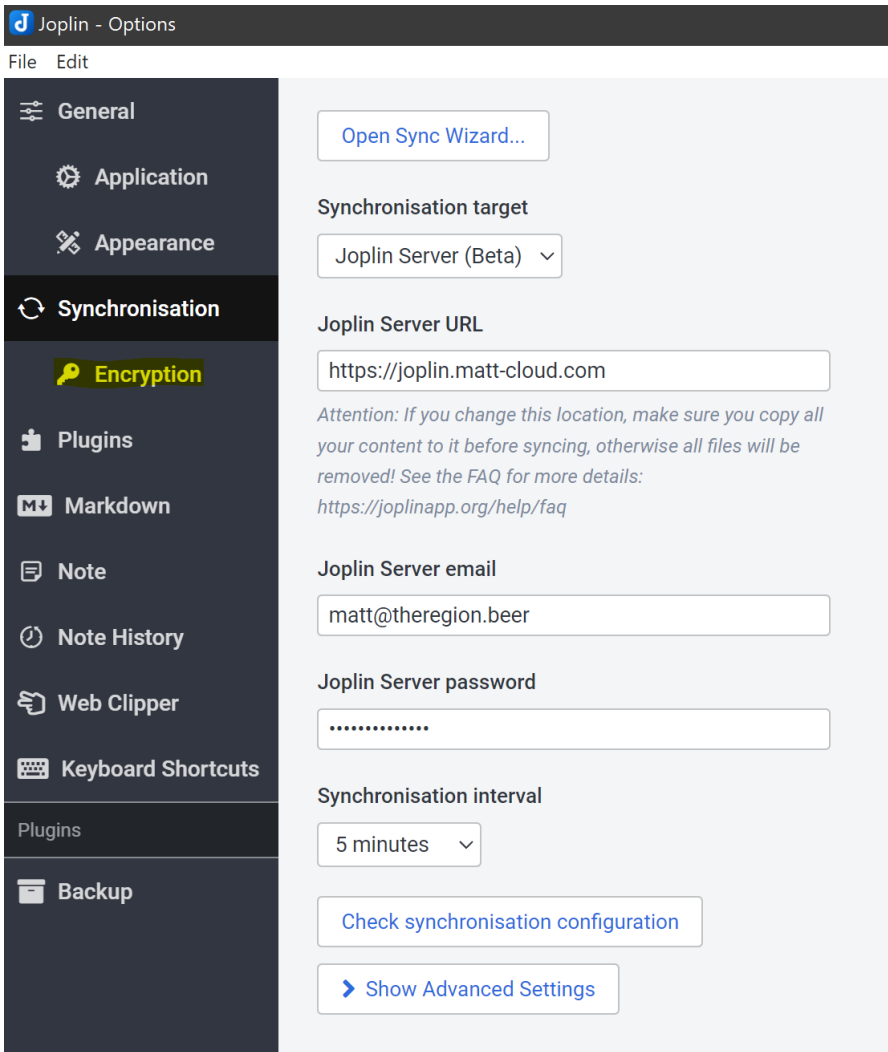 Joplin - Options
File Edit
General
Application
Appearance
Synchronisation
Encryption
Plugins
Markdown
Note
Note History
Web Clipper
Keyboard Shortcuts
Plugins
Backup
Open Sync Wizard...
Synchronisation target
Joplin Server (Beta)
Joplin Server URL
https://joplin.matt-cloud.com
Attention: If you change this location, make sure you copy all
your content to it before syncing, otherwise all files will be
removed! See the FAQ for more details:
https://joplinapp.org/help/faq
Joplin Server email
matt@theregion.beer
Joplin Server password
••••••••••••••
Synchronisation interval
5 minutes
Check synchronisation configuration
Show Advanced Settings